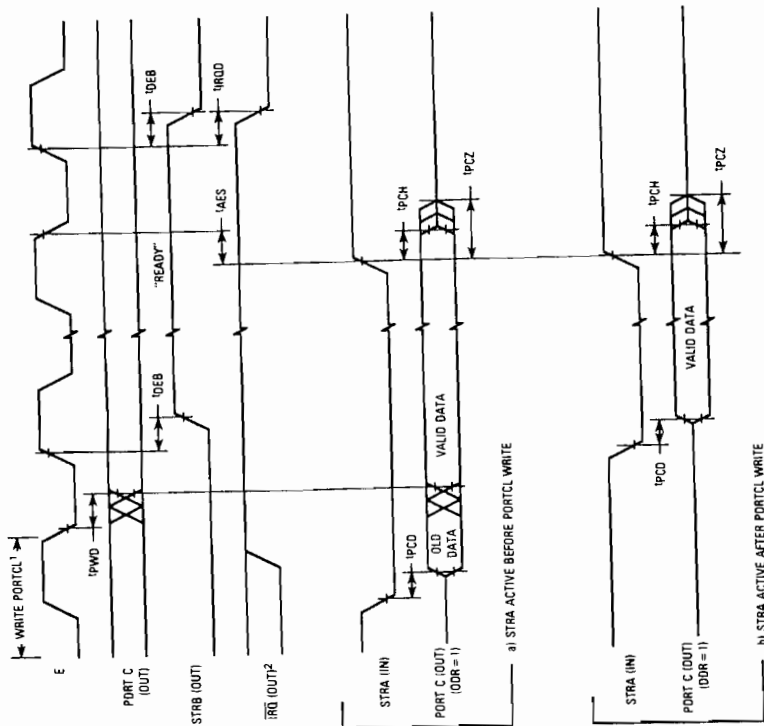 WRITE PORTCL¹
E
tPWD
PORT C
(OUT)
tDEB
"READY"
tDEB
STRB (OUT)
tAES
tIRQD
IRQ (OUT)²
STRA (IN)
tPCD
tPCH
PORT C (OUT)
(DDR = 1)
OLD
DATA
VALID DATA
tPCZ
a) STRA ACTIVE BEFORE PORTCL WRITE
STRA (IN)
tPCD
tPCH
PORT C (OUT)
(DDR = 1)
VALID DATA
tPCZ
b) STRA ACTIVE AFTER PORTCL WRITE